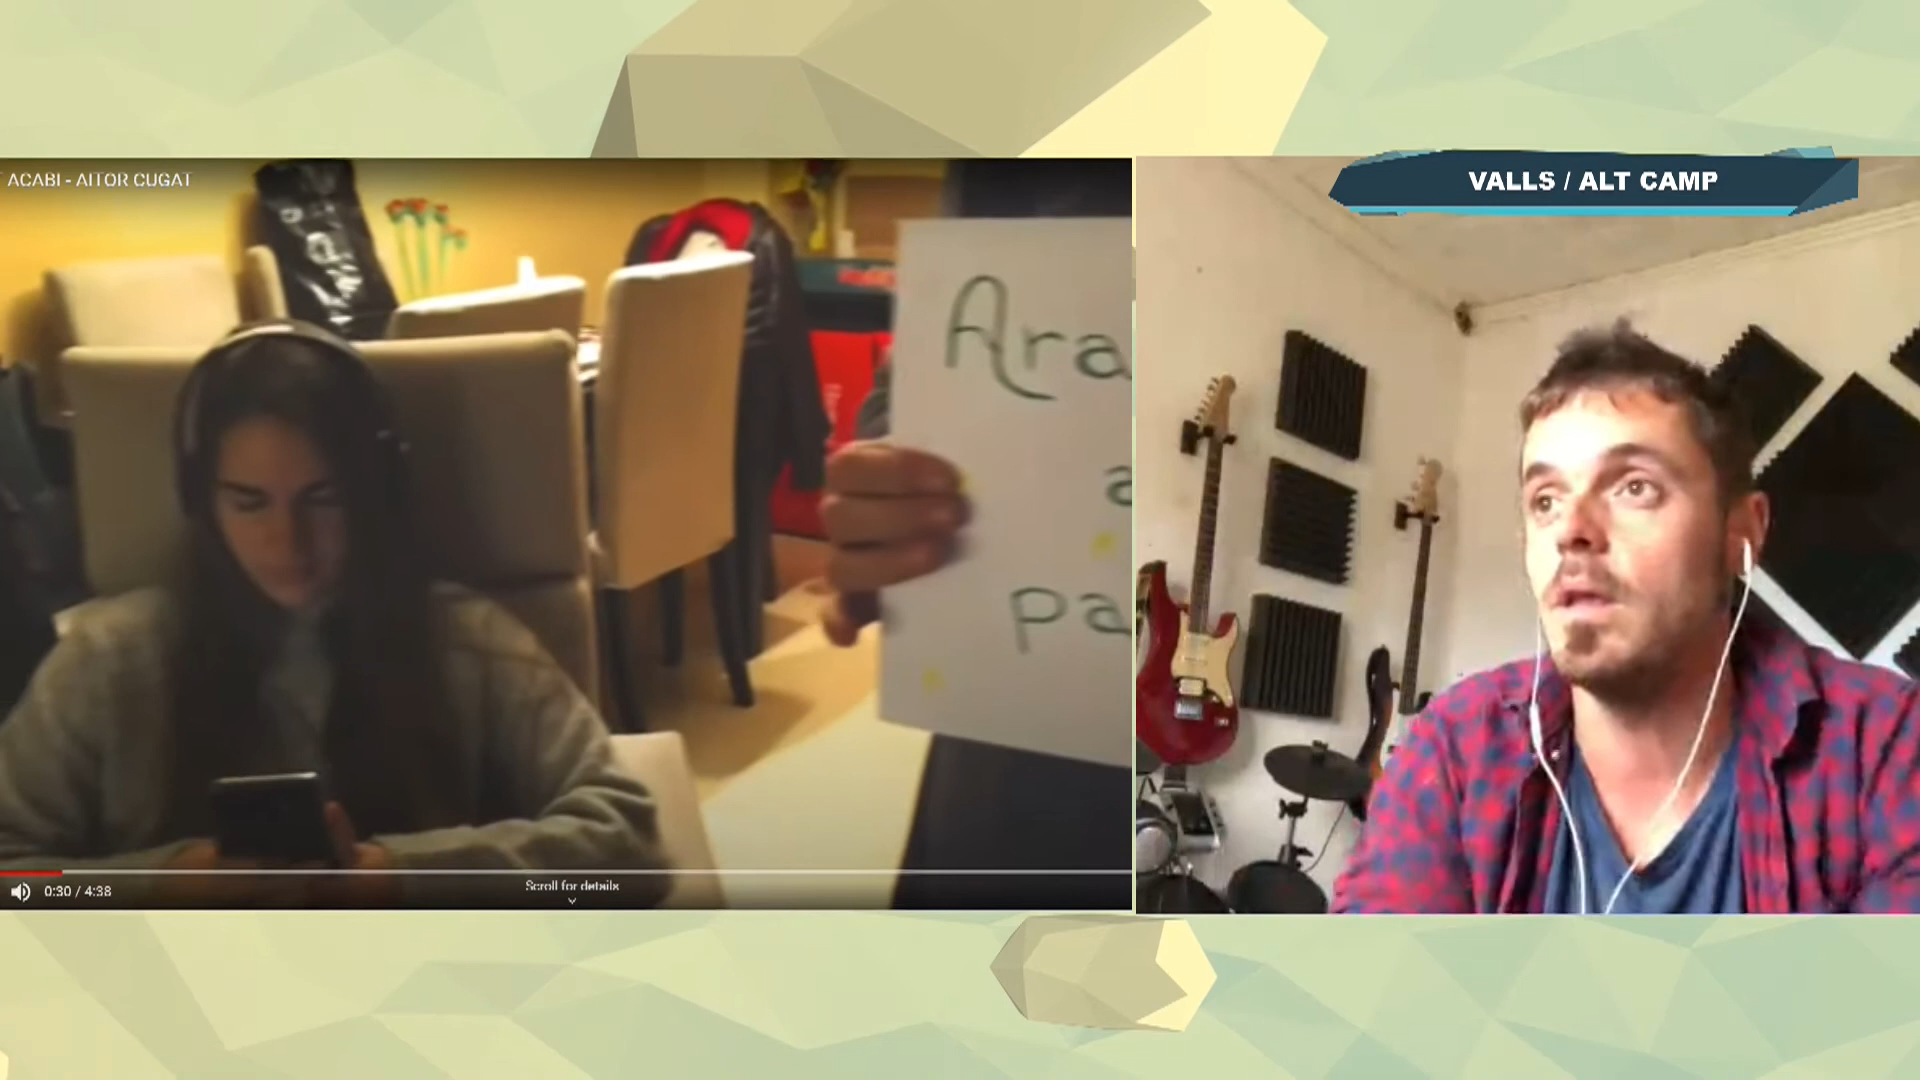 ACABI - AITOR CUGAT
VALLS / ALT CAMP
Ara
a
pa
0:30 / 4:38
Scroll for details